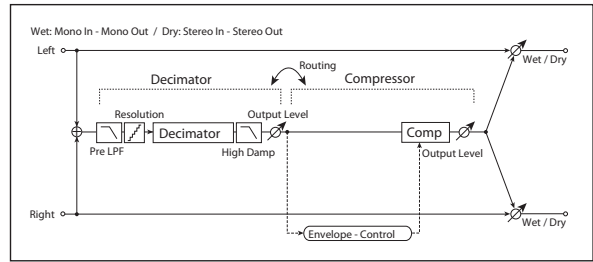 Wet: Mono In - Mono Out / Dry: Stereo In - Stereo Out
Left
Wet / Dry
Routing
Decimator
Compressor
Resolution
Output Level
Decimator
Comp
Pre LPF
High Damp
Output Level
Right
Wet / Dry
Envelope - Control